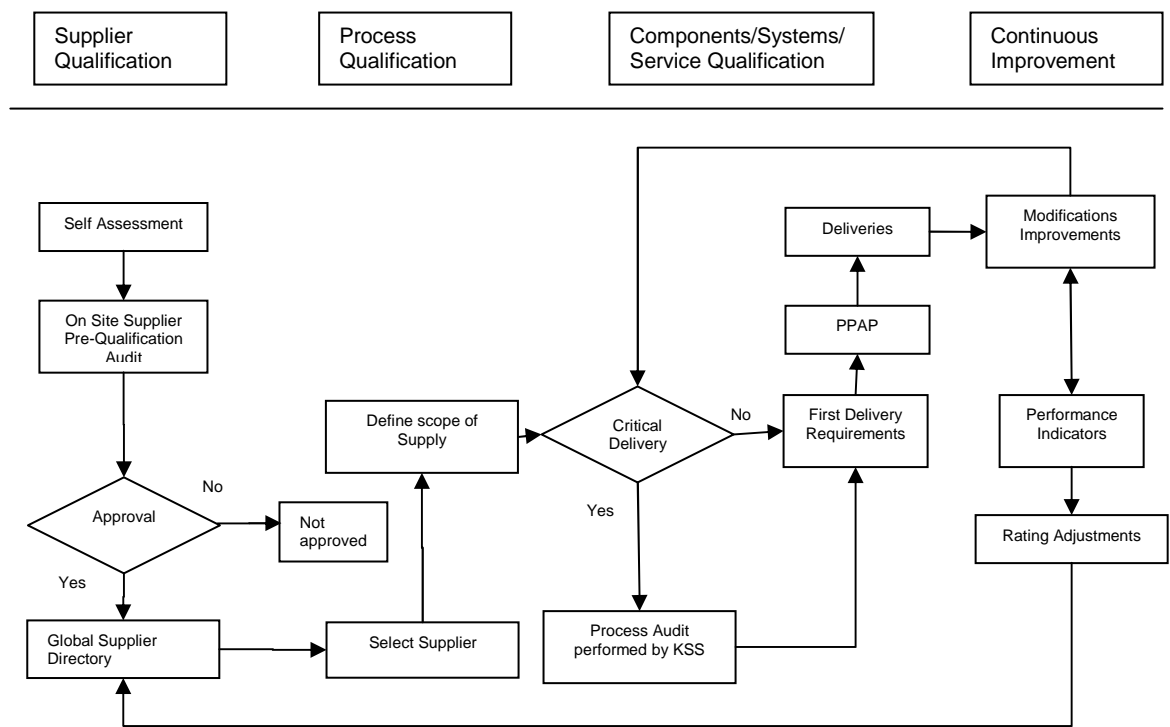 Supplier
Qualification
Process
Qualification
Components/Systems/
Service Qualification
Continuous
Improvement
Self Assessment
On Site Supplier
Pre-Qualification
Audit
Approval
No
Yes
Not
approved
Global Supplier
Directory
Select Supplier
Define scope of
Supply
Critical
Delivery
No
Yes
Process Audit
performed by KSS
First Delivery
Requirements
PPAP
Deliveries
Modifications
Improvements
Performance
Indicators
Rating Adjustments